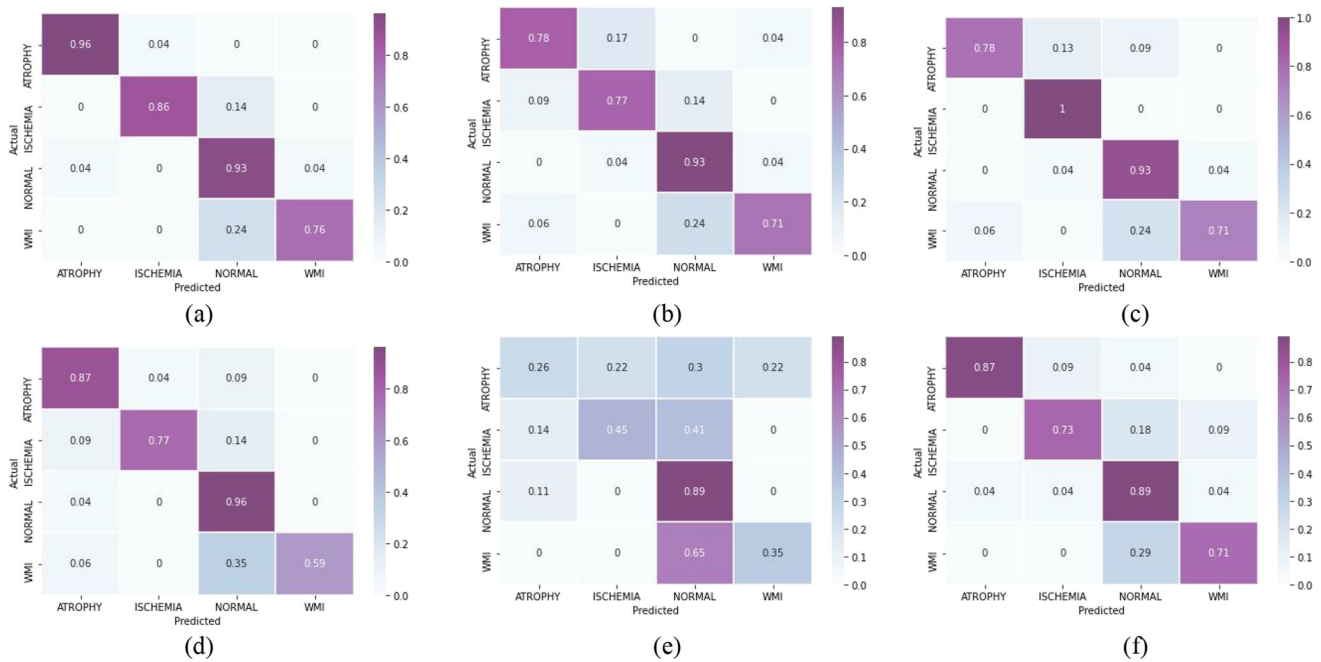 ATROPHY 0.96 0.04 0 0
ISCHEMIA 0 0.86 0.14 0
NORMAL 0.04 0 0.93 0.04
WMI 0 0 0.24 0.76
Actual
ATROPHY ISCHEMIA NORMAL WMI
Predicted
0.8
0.6
0.4
0.2
0.0
(a)
ATROPHY 0.78 0.17 0 0.04
ISCHEMIA 0.09 0.77 0.14 0
NORMAL 0 0.04 0.93 0.04
WMI 0.06 0 0.24 0.71
Actual
ATROPHY ISCHEMIA NORMAL WMI
Predicted
0.8
0.6
0.4
0.2
0.0
(b)
ATROPHY 0.78 0.13 0.09 0
ISCHEMIA 0 1 0 0
NORMAL 0 0.04 0.93 0.04
WMI 0.06 0 0.24 0.71
Actual
ATROPHY ISCHEMIA NORMAL WMI
Predicted
1.0
0.8
0.6
0.4
0.2
0.0
(c)
ATROPHY 0.87 0.04 0.09 0
ISCHEMIA 0.09 0.77 0.14 0
NORMAL 0.04 0 0.96 0
WMI 0.06 0 0.35 0.59
Actual
ATROPHY ISCHEMIA NORMAL WMI
Predicted
0.8
0.6
0.4
0.2
0.0
(d)
ATROPHY 0.26 0.22 0.3 0.22
ISCHEMIA 0.14 0.45 0.41 0
NORMAL 0.11 0 0.89 0
WMI 0 0 0.65 0.35
Actual
ATROPHY ISCHEMIA NORMAL WMI
Predicted
0.8
0.7
0.6
0.5
0.4
0.3
0.2
0.1
0.0
(e)
ATROPHY 0.87 0.09 0.04 0
ISCHEMIA 0 0.73 0.18 0.09
NORMAL 0.04 0.04 0.89 0.04
WMI 0 0 0.29 0.71
Actual
ATROPHY ISCHEMIA NORMAL WMI
Predicted
0.8
0.7
0.6
0.5
0.4
0.3
0.2
0.1
0.0
(f)